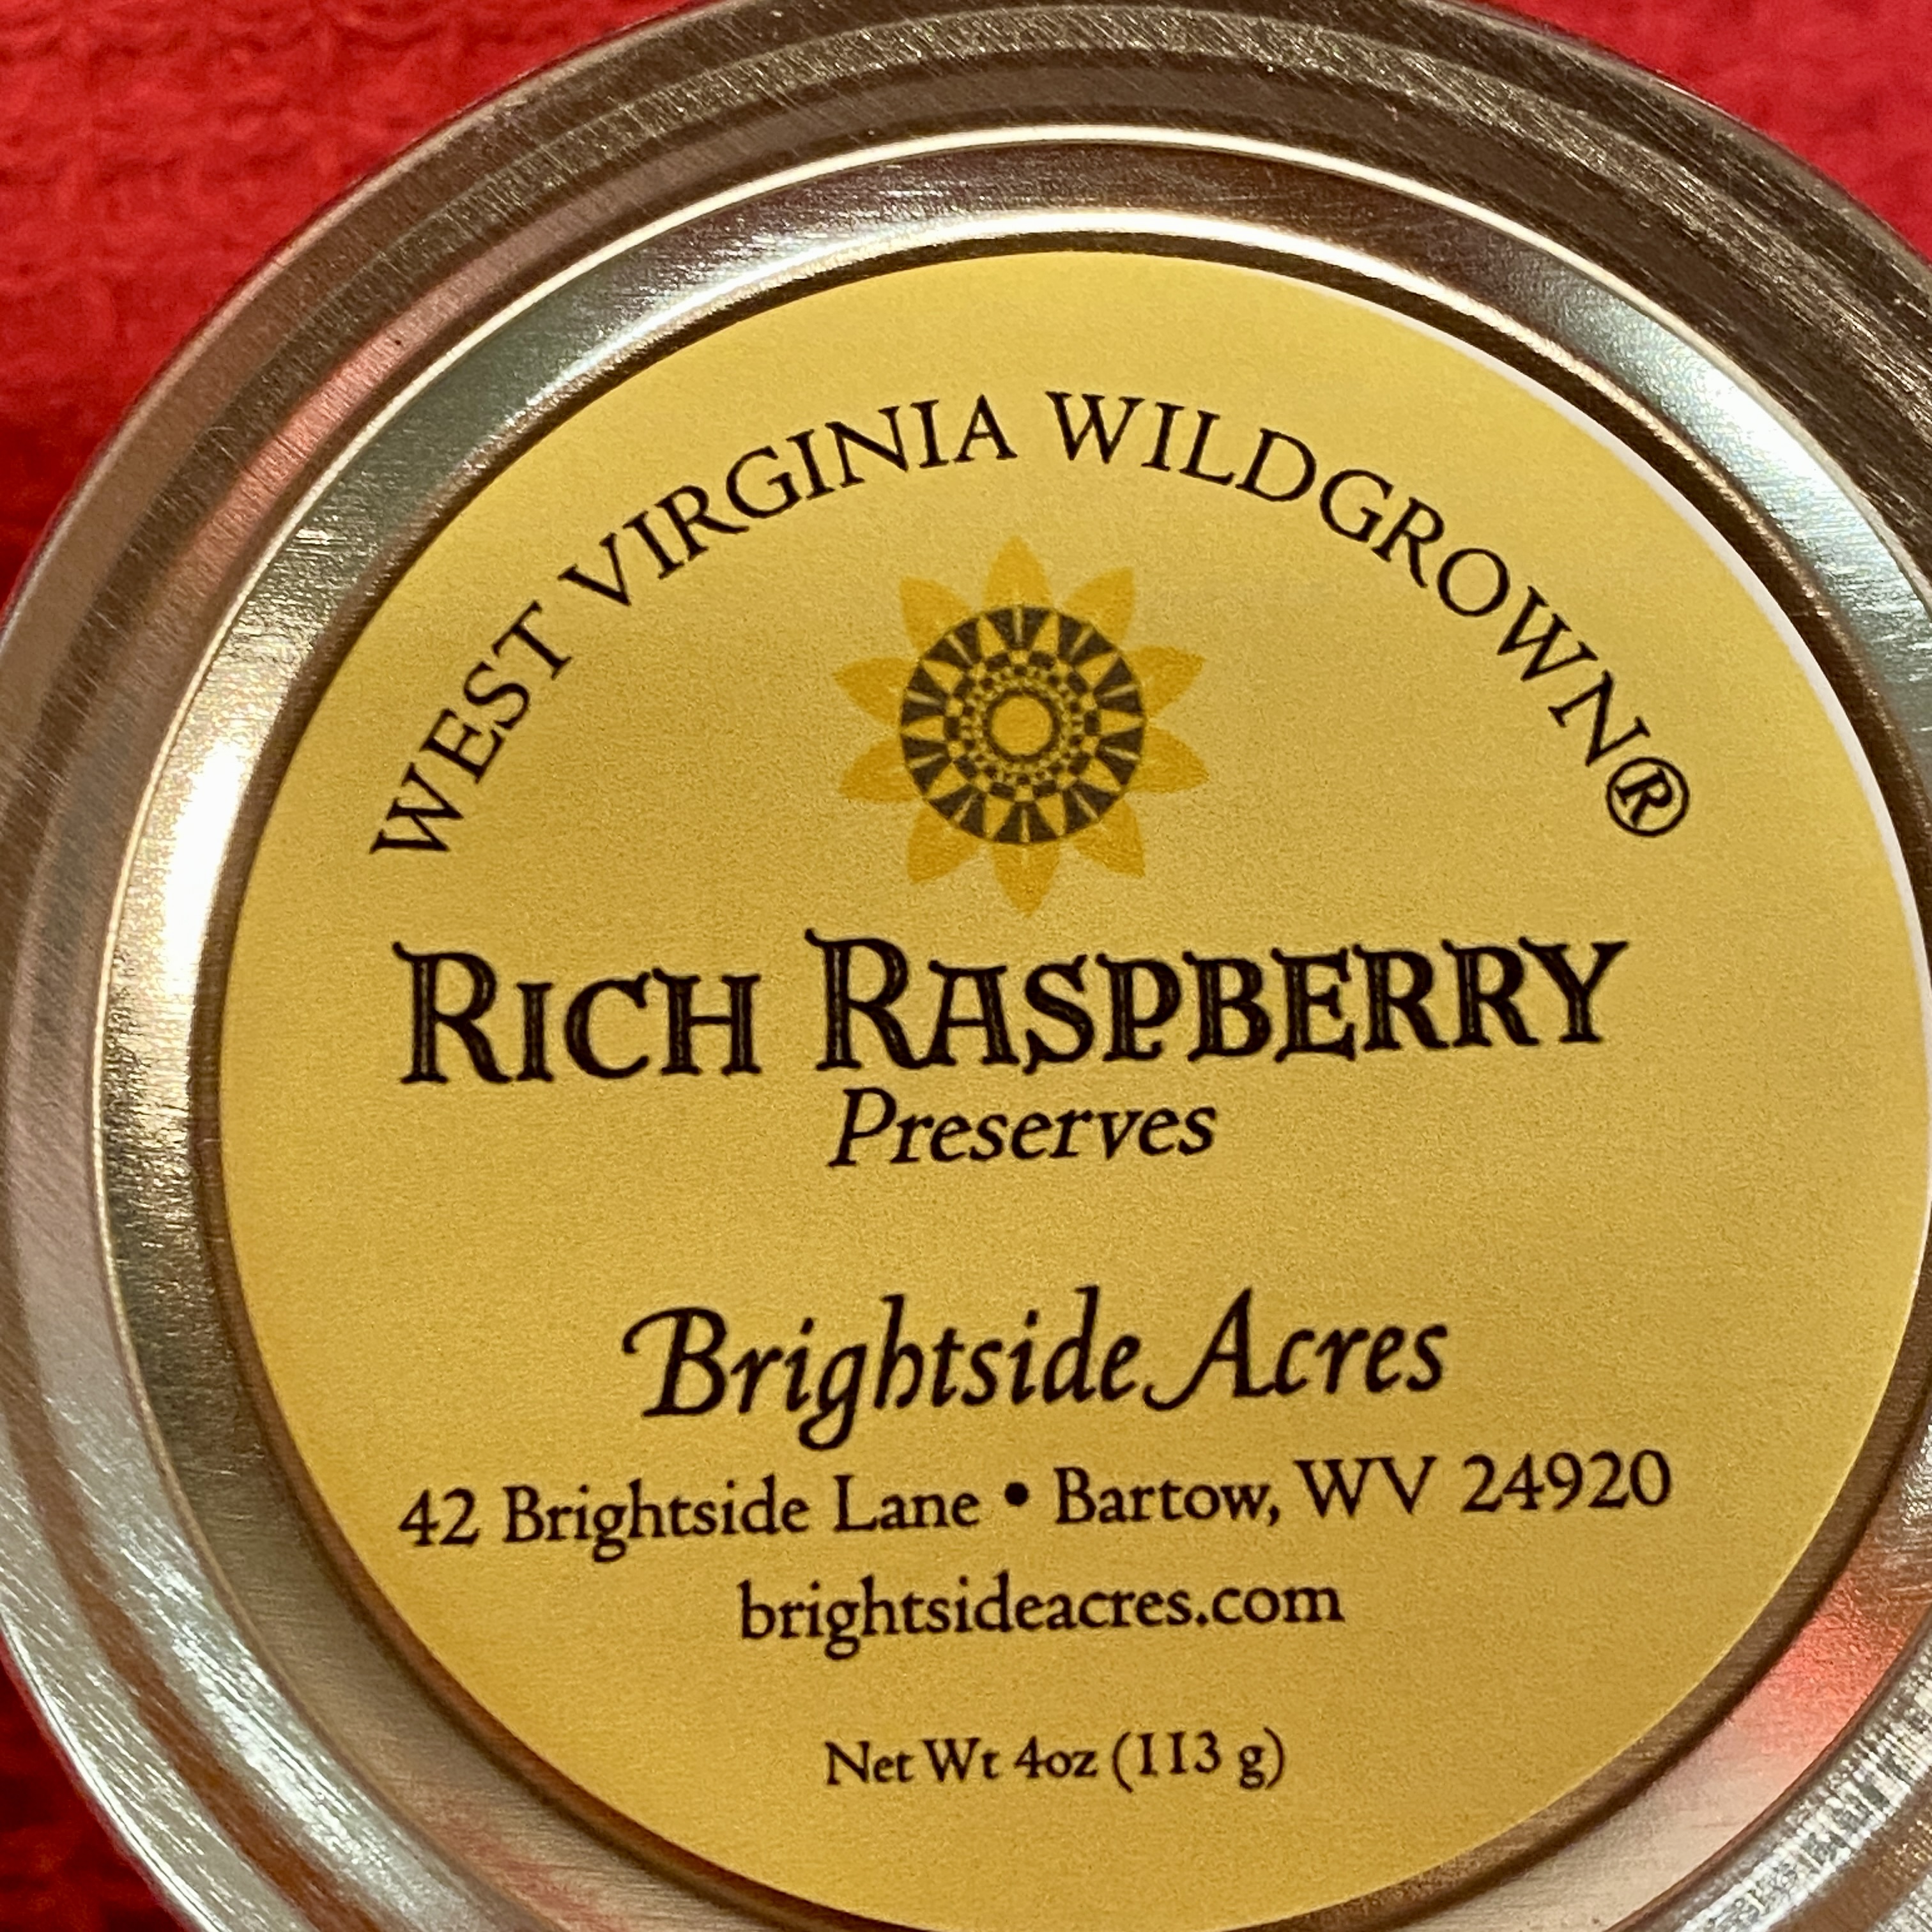 WEST VIRGINIA WILDGROWN®
RICH RASPBERRY
Preserves
Brightside Acres
42 Brightside Lane • Bartow, WV 24920
brightsideacres.com
Net Wt 4oz (113 g)